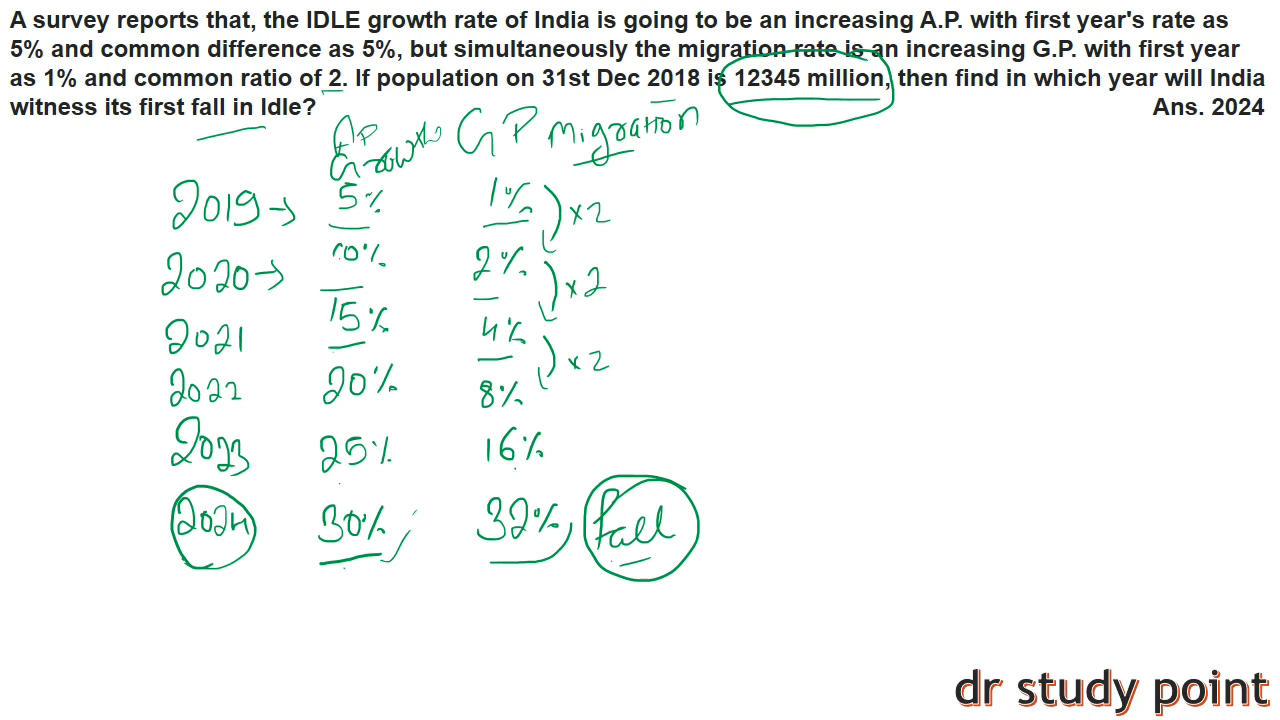 A survey reports that, the IDLE growth rate of India is going to be an increasing A.P. with first year's rate as
5% and common difference as 5%, but simultaneously the migration rate is an increasing G.P. with first year
as 1% and common ratio of 2. If population on 31st Dec 2018 is 12345 million, then find in which year will India
witness its first fall in Idle? Ans. 2024
AP GP Migration
Growth
2019 → 5% 1% ×2
2020 → 10% 2% ×2
2021 15% 4% ×2
2022 20% 8%
2023 25% 16%
2024 30% 32% fall
dr study point